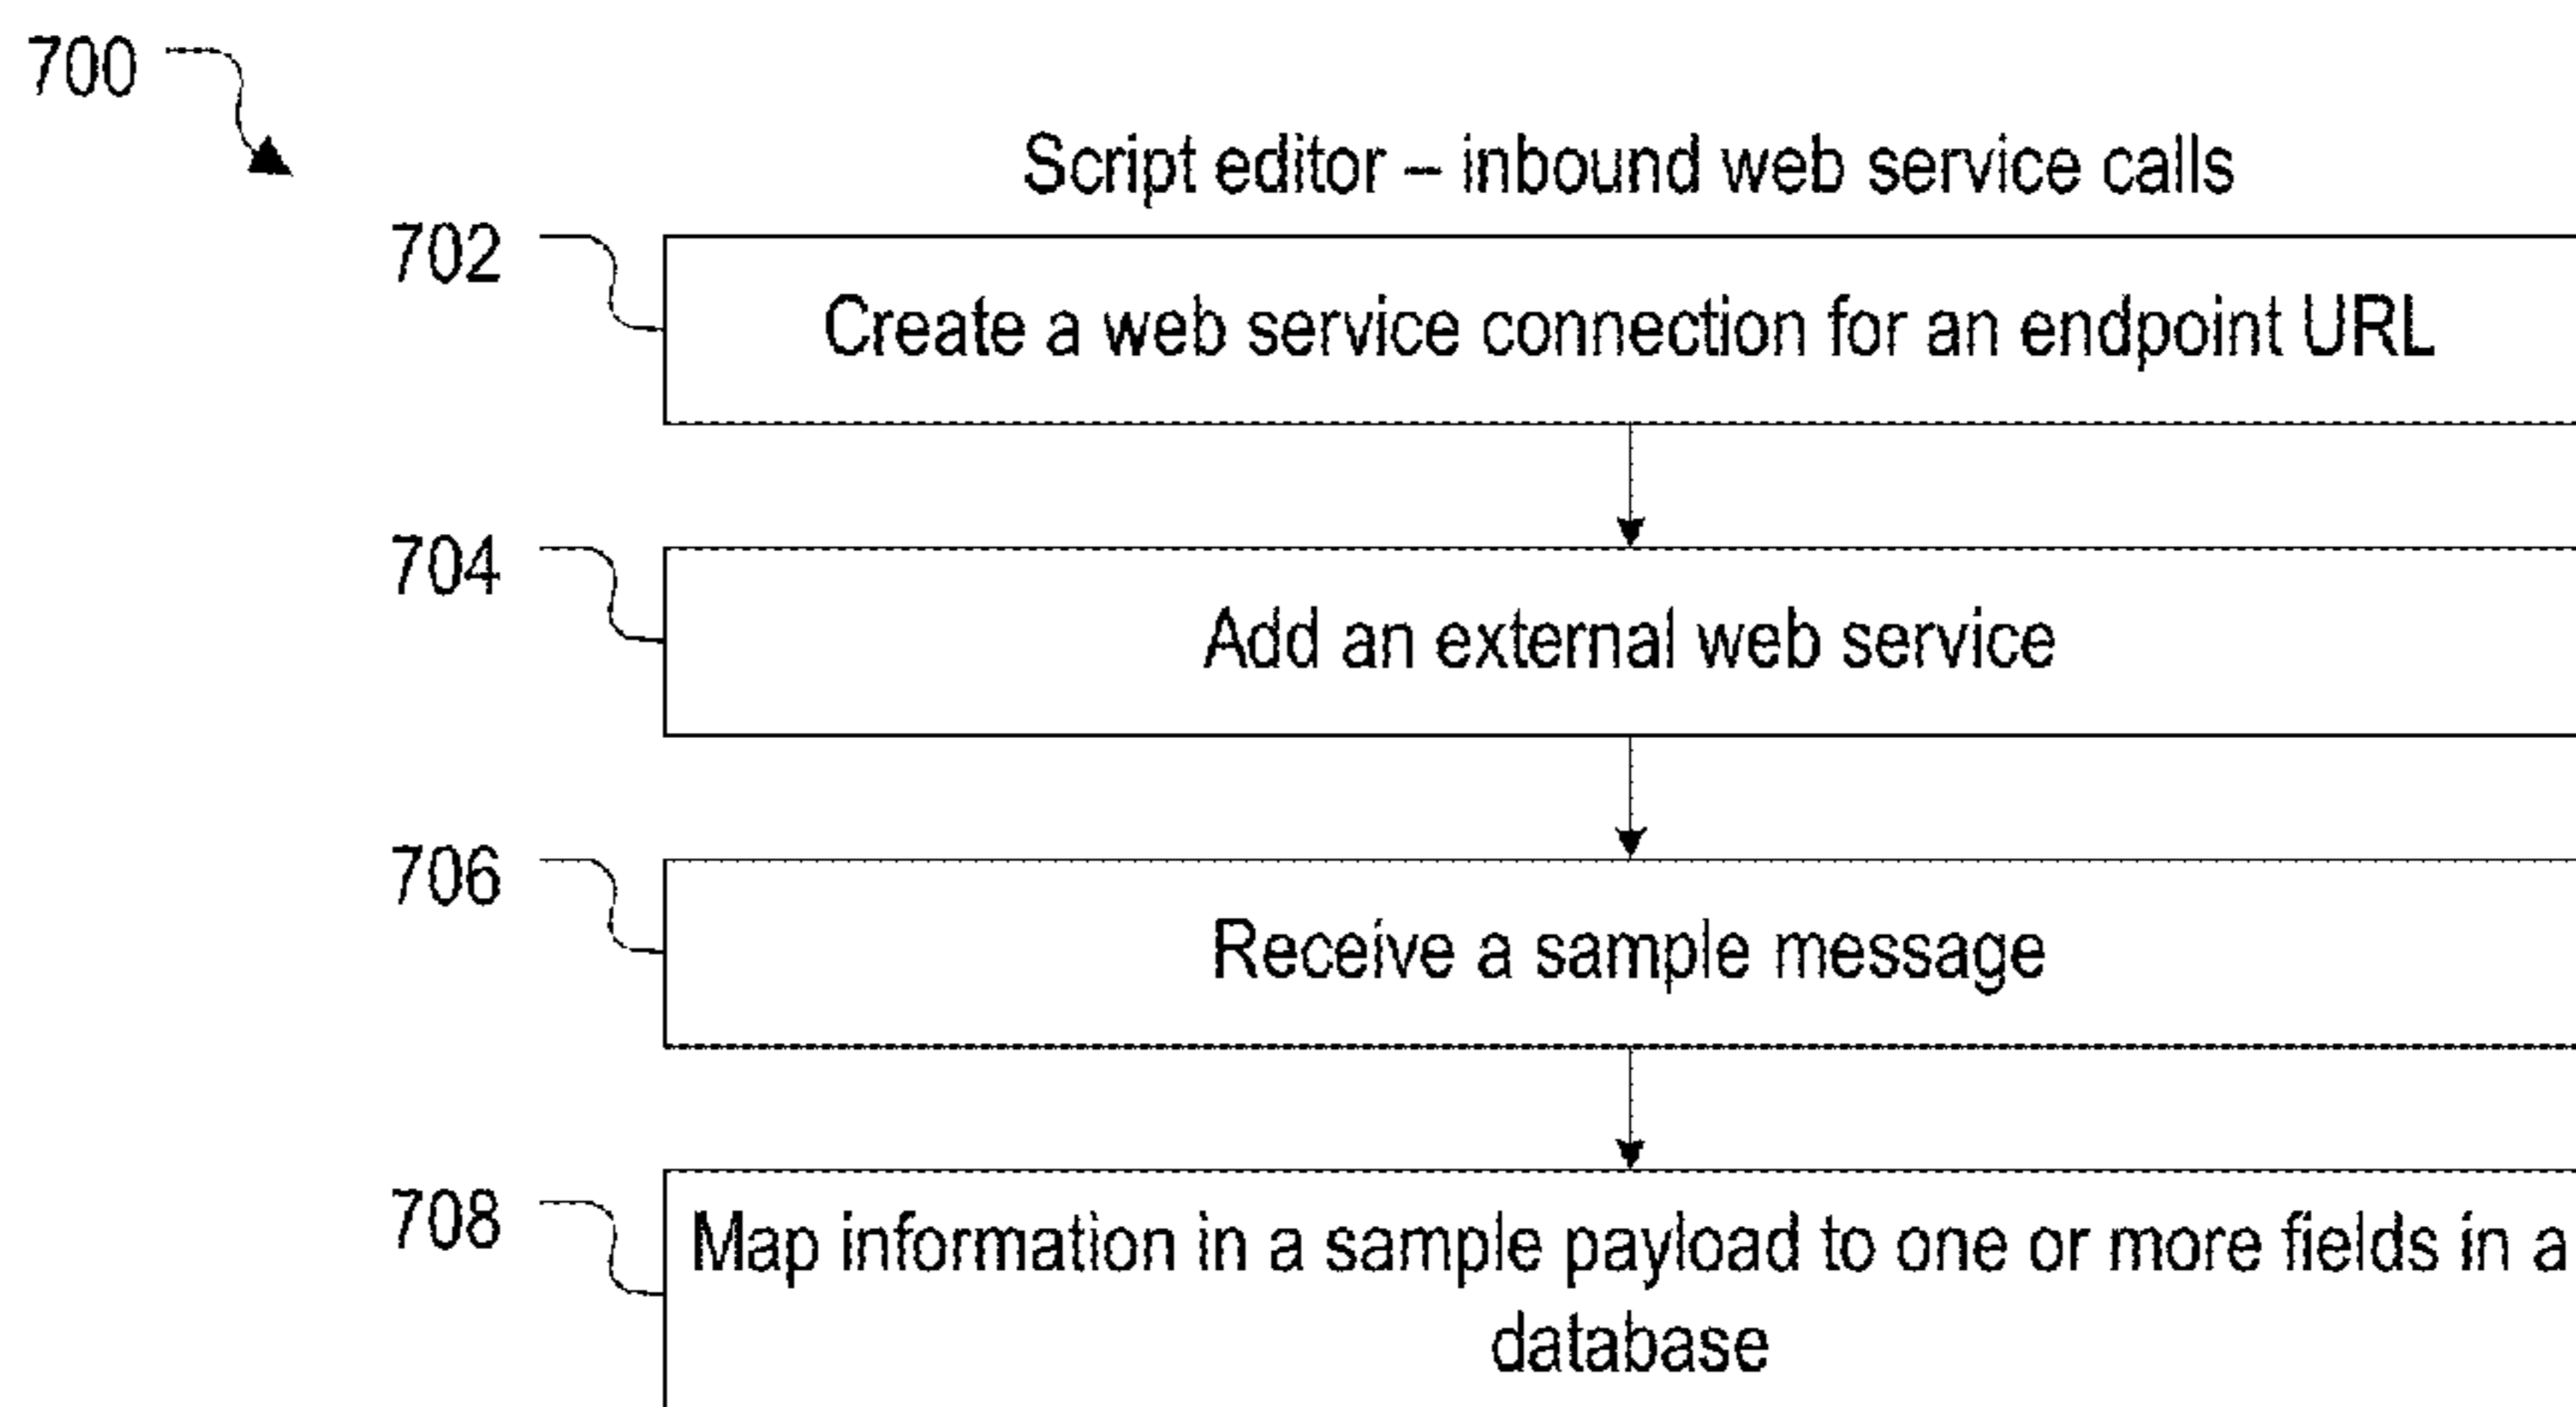 700
Script editor – inbound web service calls
702
Create a web service connection for an endpoint URL
704
Add an external web service
706
Receive a sample message
708
Map information in a sample payload to one or more fields in a
database